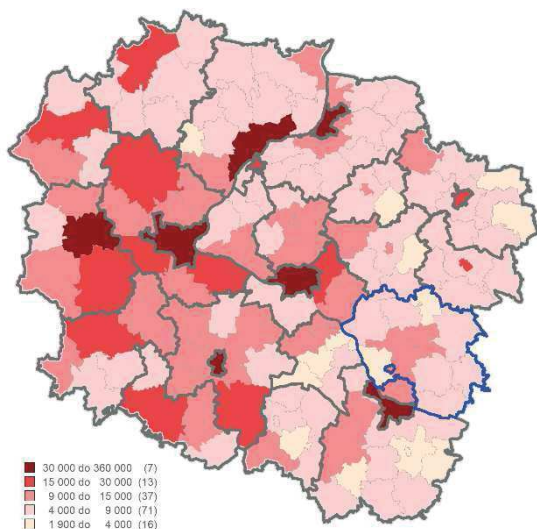 30 000 do 360 000 (7)
15 000 do 30 000 (13)
9 000 do 15 000 (37)
4 000 do 9 000 (71)
1 900 do 4 000 (16)